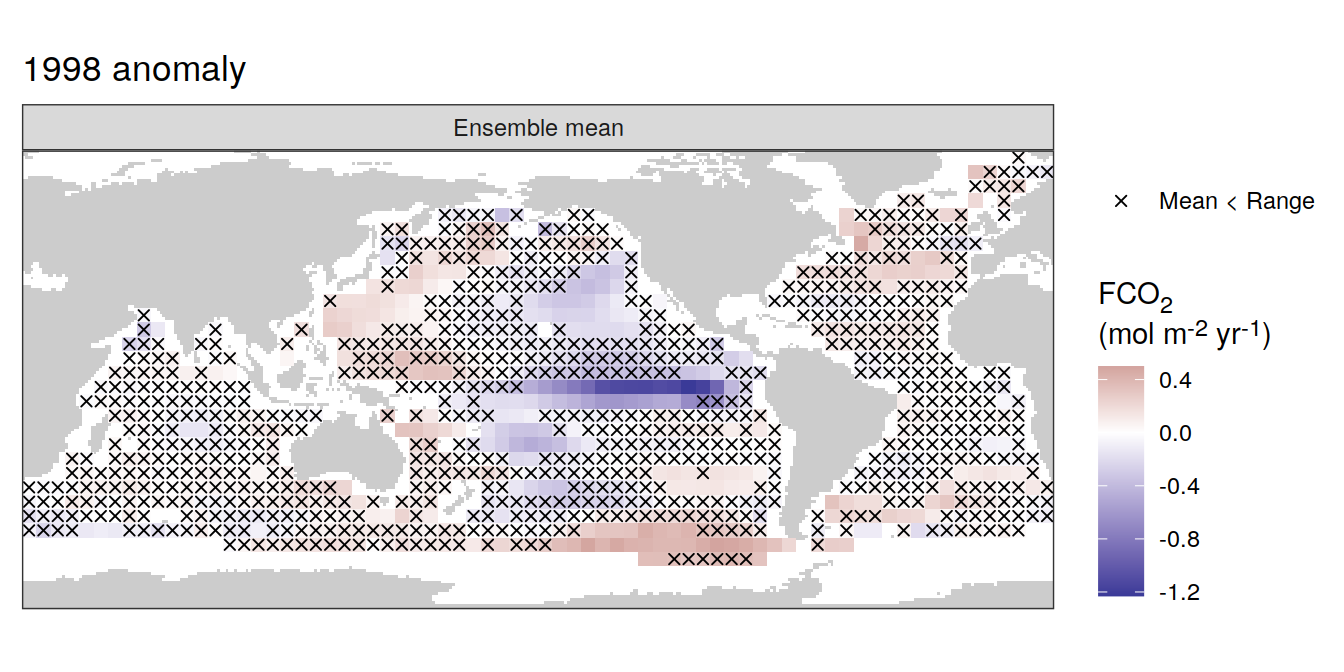 1998 anomaly
Ensemble mean
× Mean < Range
FCO₂
(mol m⁻² yr⁻¹)
0.4
0.0
-0.4
-0.8
-1.2